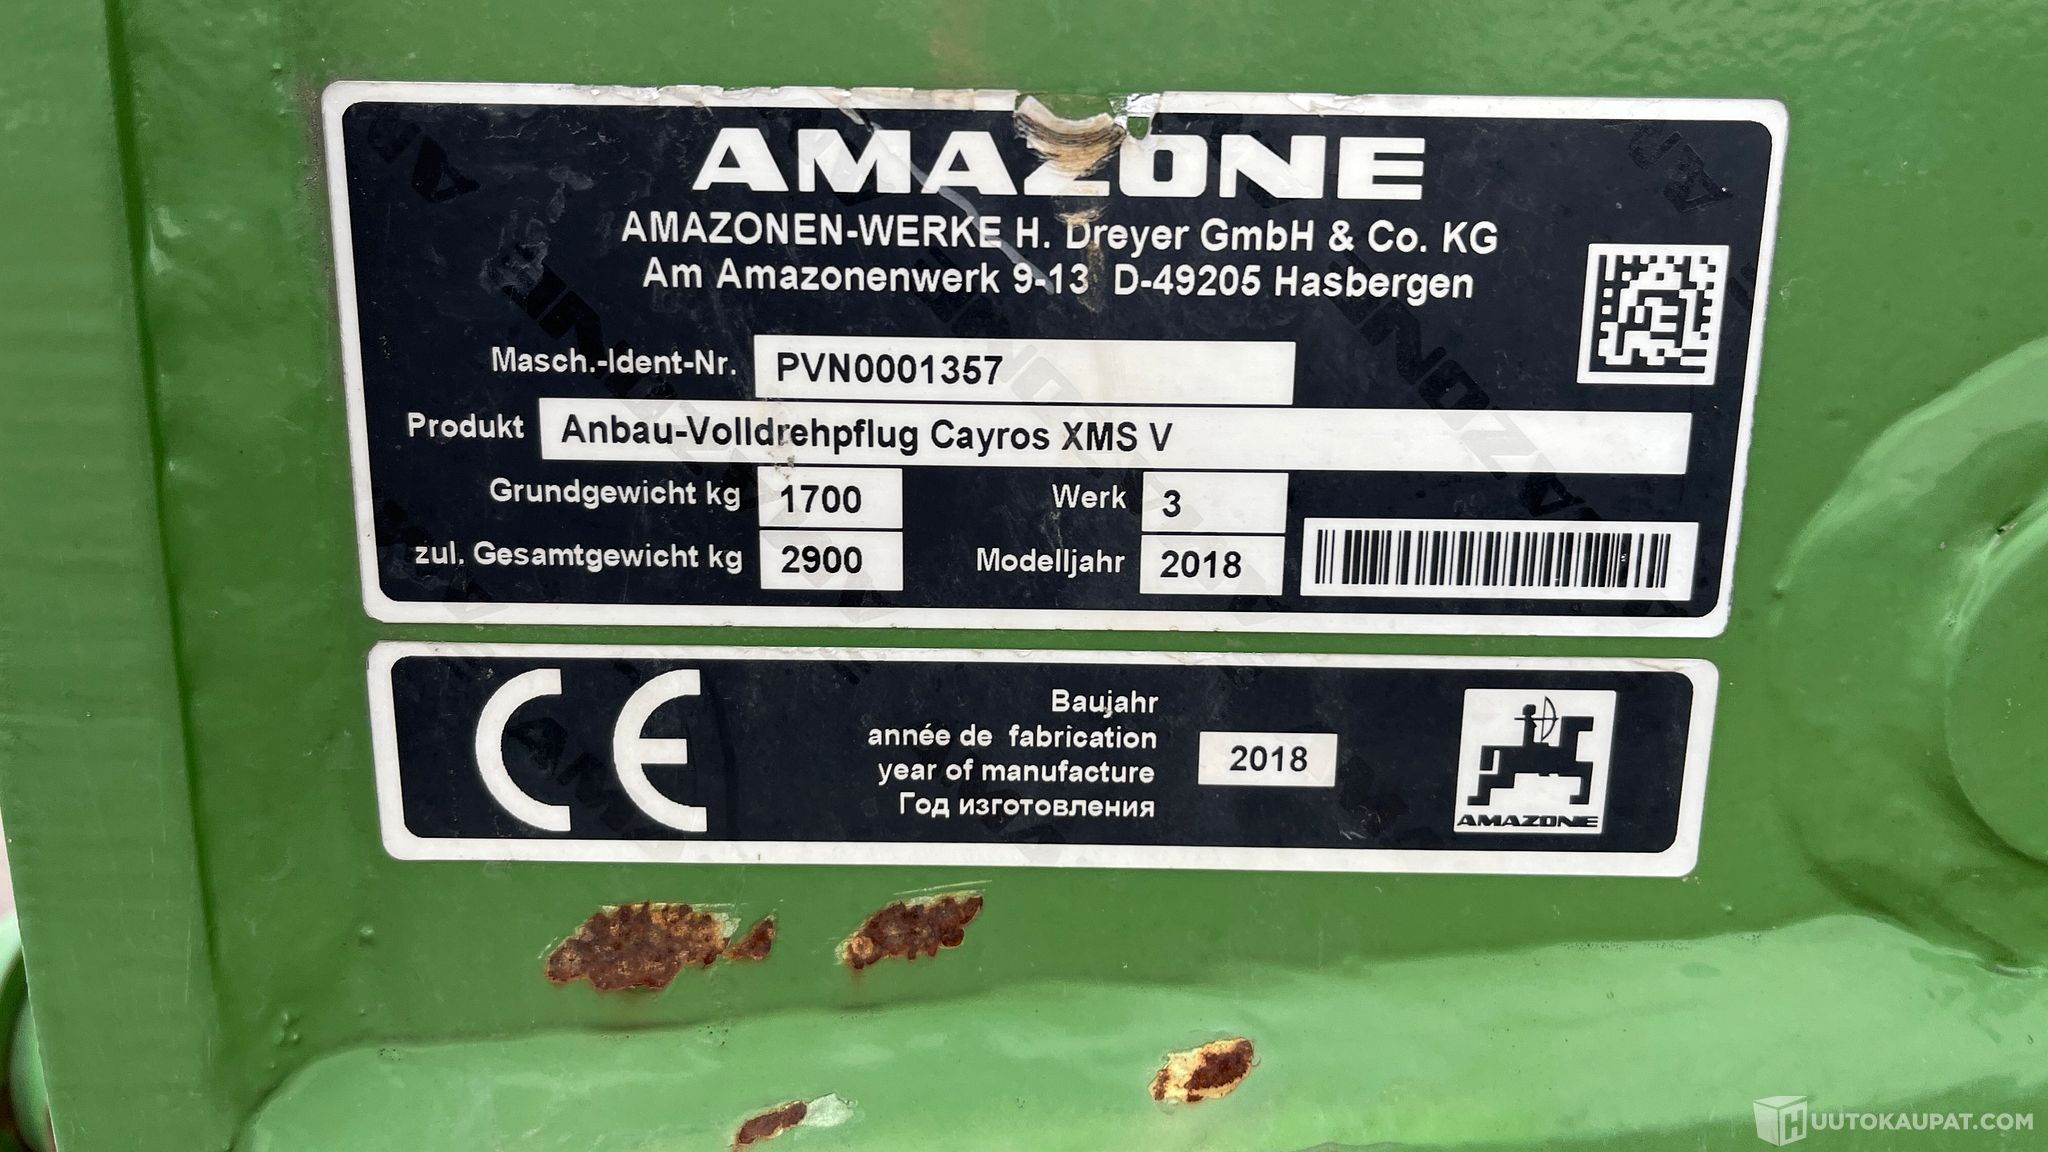 AMAZONE
AMAZONEN-WERKE H. Dreyer GmbH & Co. KG
Am Amazonenwerk 9-13 D-49205 Hasbergen
Masch.-Ident-Nr. PVN0001357
Produkt Anbau-Volldrehpflug Cayros XMS V
Grundgewicht kg 1700 Werk 3
zul. Gesamtgewicht kg 2900 Modelljahr 2018
CE
Baujahr
année de fabrication
year of manufacture 2018
Год изготовления
AMAZONE
HUUTOKAUPAT.COM